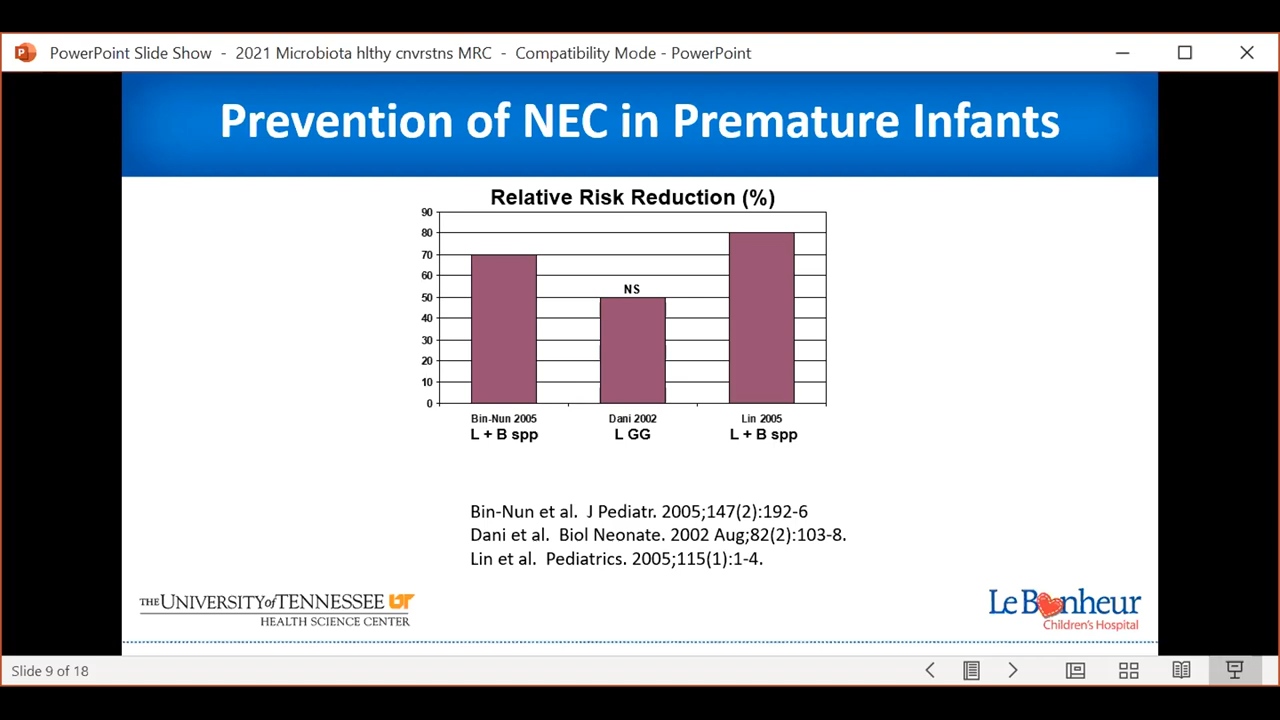 PowerPoint Slide Show - 2021 Microbiota hlthy cnvrstns MRC - Compatibility Mode - PowerPoint
Prevention of NEC in Premature Infants
Relative Risk Reduction (%)
90
80
70
60
50
40
30
20
10
0
NS
Bin-Nun 2005 Dani 2002 Lin 2005
L + B spp L GG L + B spp
Bin-Nun et al. J Pediatr. 2005;147(2):192-6
Dani et al. Biol Neonate. 2002 Aug;82(2):103-8.
Lin et al. Pediatrics. 2005;115(1):1-4.
THE UNIVERSITY of TENNESSEE UT
HEALTH SCIENCE CENTER
Le Bonheur
Children's Hospital
Slide 9 of 18